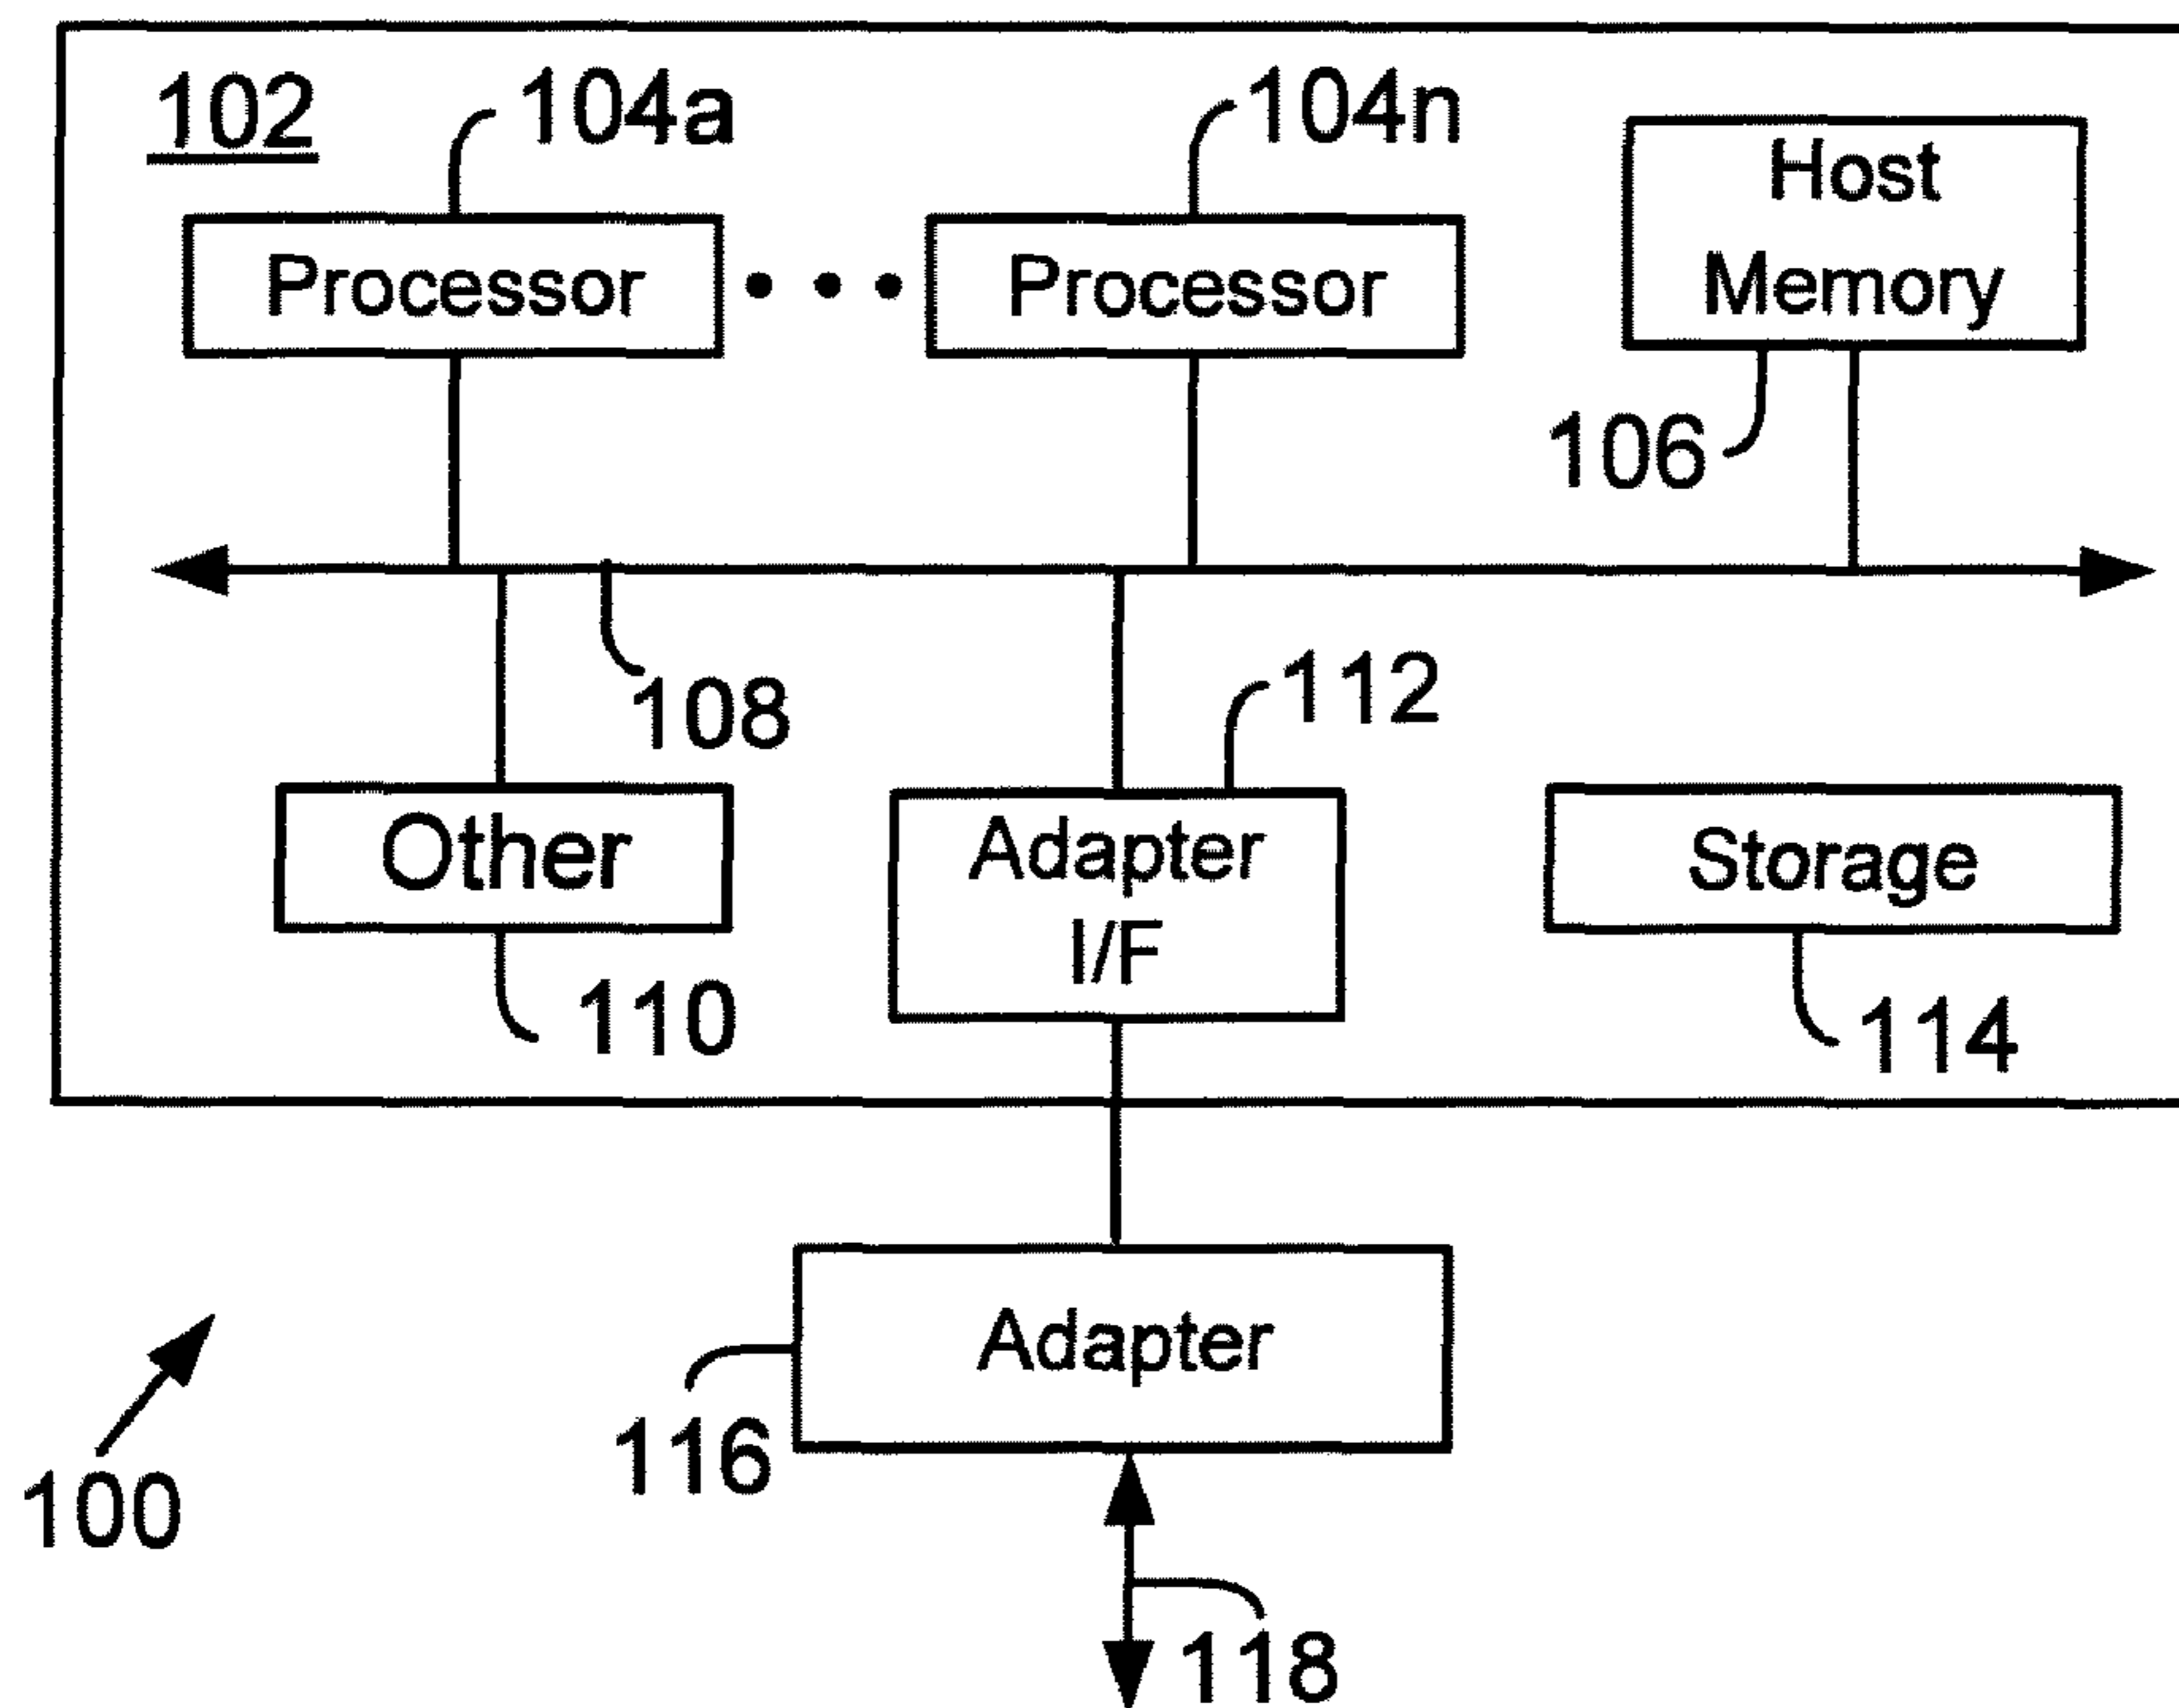 102
104a
104n
Host
Memory
Processor
Processor
106
108
112
Other
Adapter
I/F
Storage
110
114
Adapter
116
100
118